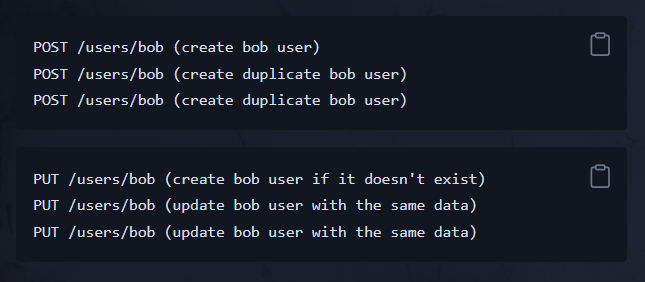 POST /users/bob (create bob user)
POST /users/bob (create duplicate bob user)
POST /users/bob (create duplicate bob user)
PUT /users/bob (create bob user if it doesn't exist)
PUT /users/bob (update bob user with the same data)
PUT /users/bob (update bob user with the same data)